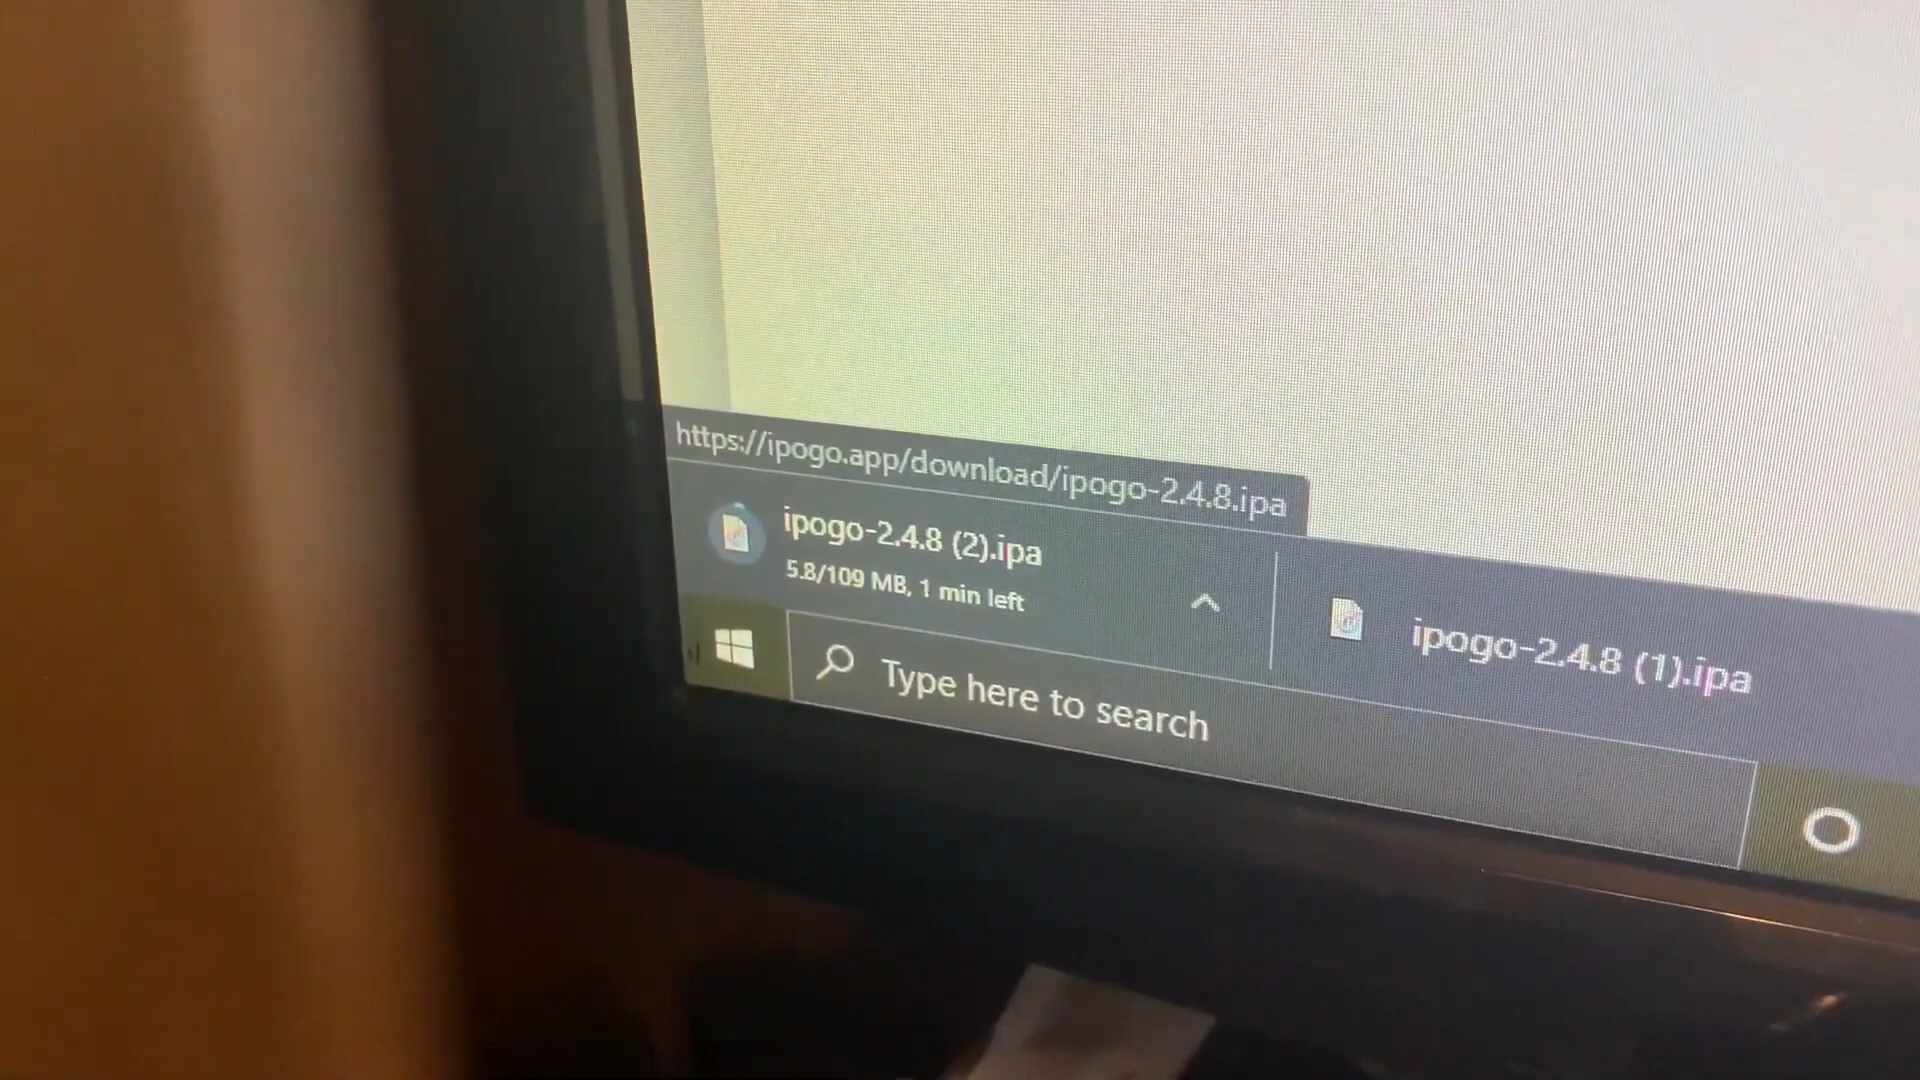 https://ipogo.app/download/ipogo-2.4.8.ipa
ipogo-2.4.8 (2).ipa
5.8/109 MB, 1 min left
ipogo-2.4.8 (1).ipa
Type here to search